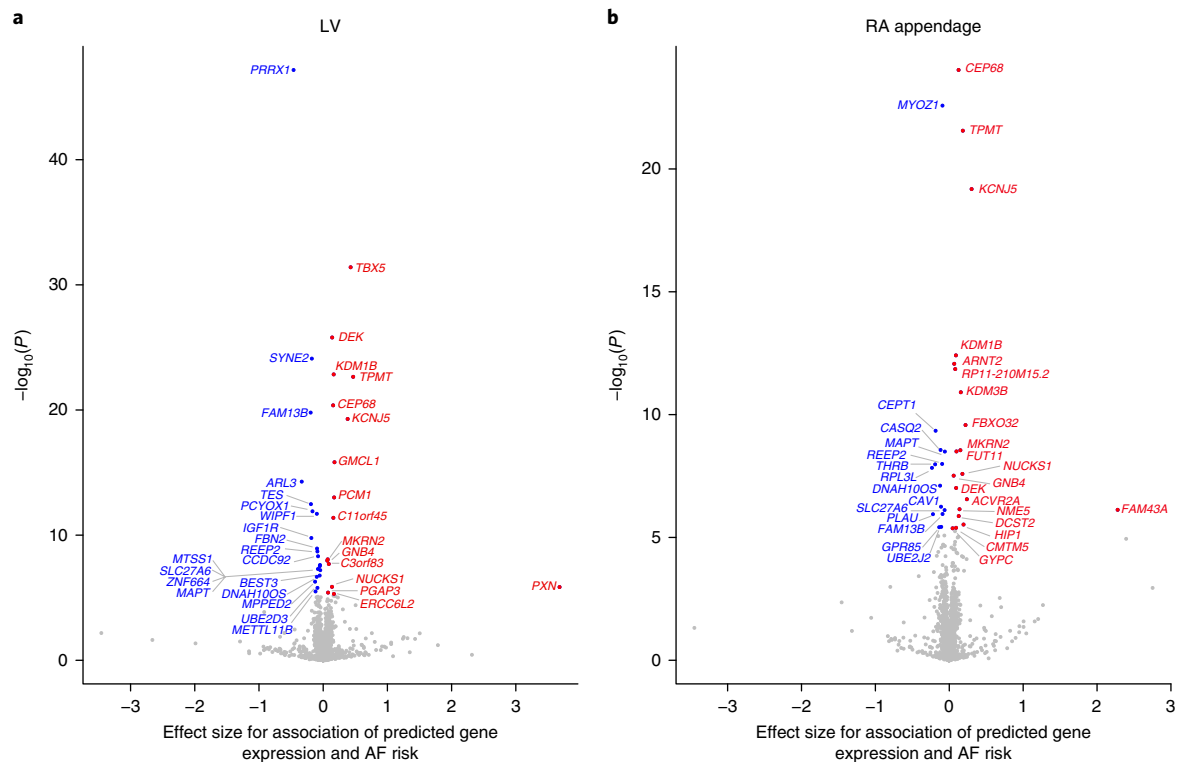 a
LV
−log10(P)
40
30
20
10
0
PRRX1
TBX5
DEK
SYNE2
KDM1B
TPMT
CEP68
FAM13B
KCNJ5
GMCL1
ARL3
PCM1
TES
PCYOX1
WIPF1
C11orf45
IGF1R
FBN2
REEP2
CCDC92
MKRN2
GNB4
C3orf83
MTSS1
SLC27A6
ZNF664
MAPT
BEST3
DNAH10OS
MPPED2
UBE2D3
METTL11B
NUCKS1
PGAP3
ERCC6L2
PXN
−3 −2 −1 0 1 2 3
Effect size for association of predicted gene
expression and AF risk
b
RA appendage
−log10(P)
20
15
10
5
0
CEP68
MYOZ1
TPMT
KCNJ5
KDM1B
ARNT2
RP11-210M15.2
KDM3B
CEPT1
FBXO32
CASQ2
MAPT
REEP2
THRB
RPL3L
MKRN2
FUT11
NUCKS1
GNB4
DNAH10OS
DEK
ACVR2A
CAV1
SLC27A6
PLAU
FAM13B
NME5
DCST2
HIP1
FAM43A
GPR85
UBE2J2
CMTM5
GYPC
−3 −2 −1 0 1 2 3
Effect size for association of predicted gene
expression and AF risk